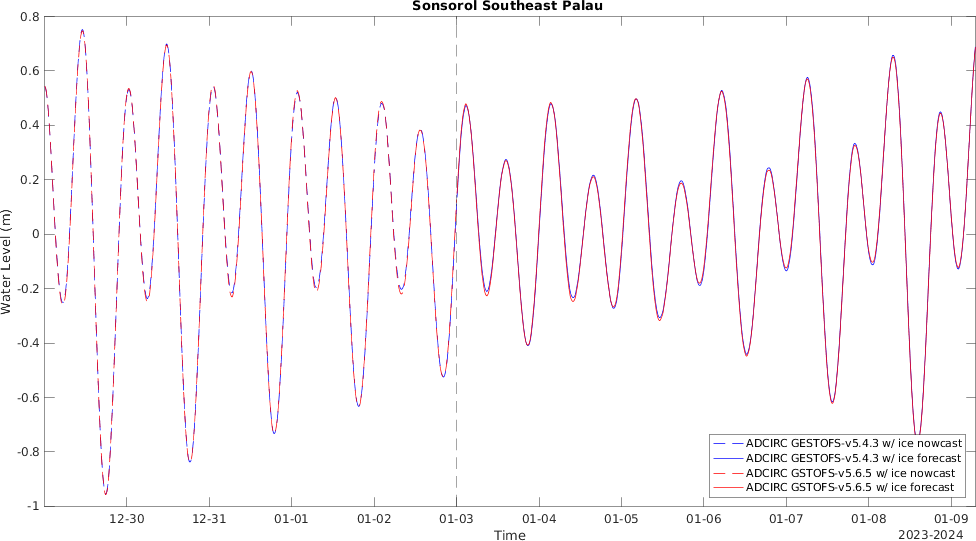 Sonsorol Southeast Palau
0.8
0.6
0.4
0.2
0
-0.2
-0.4
-0.6
-0.8
-1
Water Level (m)
ADCIRC GESTOFS-v5.4.3 w/ ice nowcast
ADCIRC GESTOFS-v5.4.3 w/ ice forecast
ADCIRC GSTOFS-v5.6.5 w/ ice nowcast
ADCIRC GSTOFS-v5.6.5 w/ ice forecast
12-30 12-31 01-01 01-02 01-03 01-04 01-05 01-06 01-07 01-08 01-09
Time
2023-2024